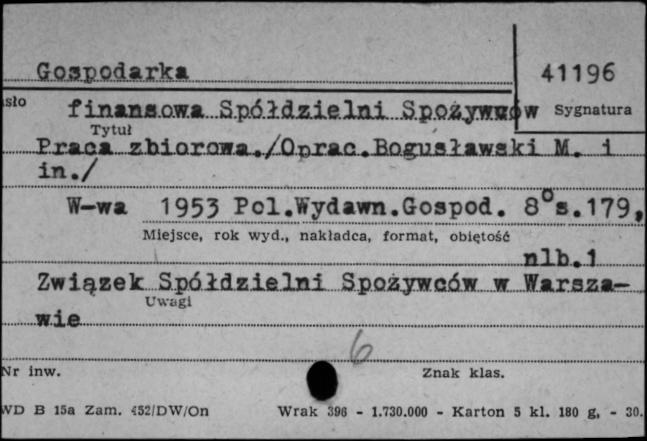 Gospodarka
41196
sło
finansowa Spółdzielni Spożywców
Sygnatura
Tytuł
Praca zbiorowa./Oprac.Bogusławski M. i
in./
W-wa 1953 Pol.Wydawn.Gospod. 8°s.179,
Miejsce, rok wyd., nakładca, format, objętość
nlb.1
Związek Spółdzielni Spożywców w Warsza-
Uwagi
wie
6
Nr inw.
Znak klas.
WD B 15a Zam. 452/DW/On
Wrak 396 - 1.730.000 - Karton 5 kl. 180 g, - 30.